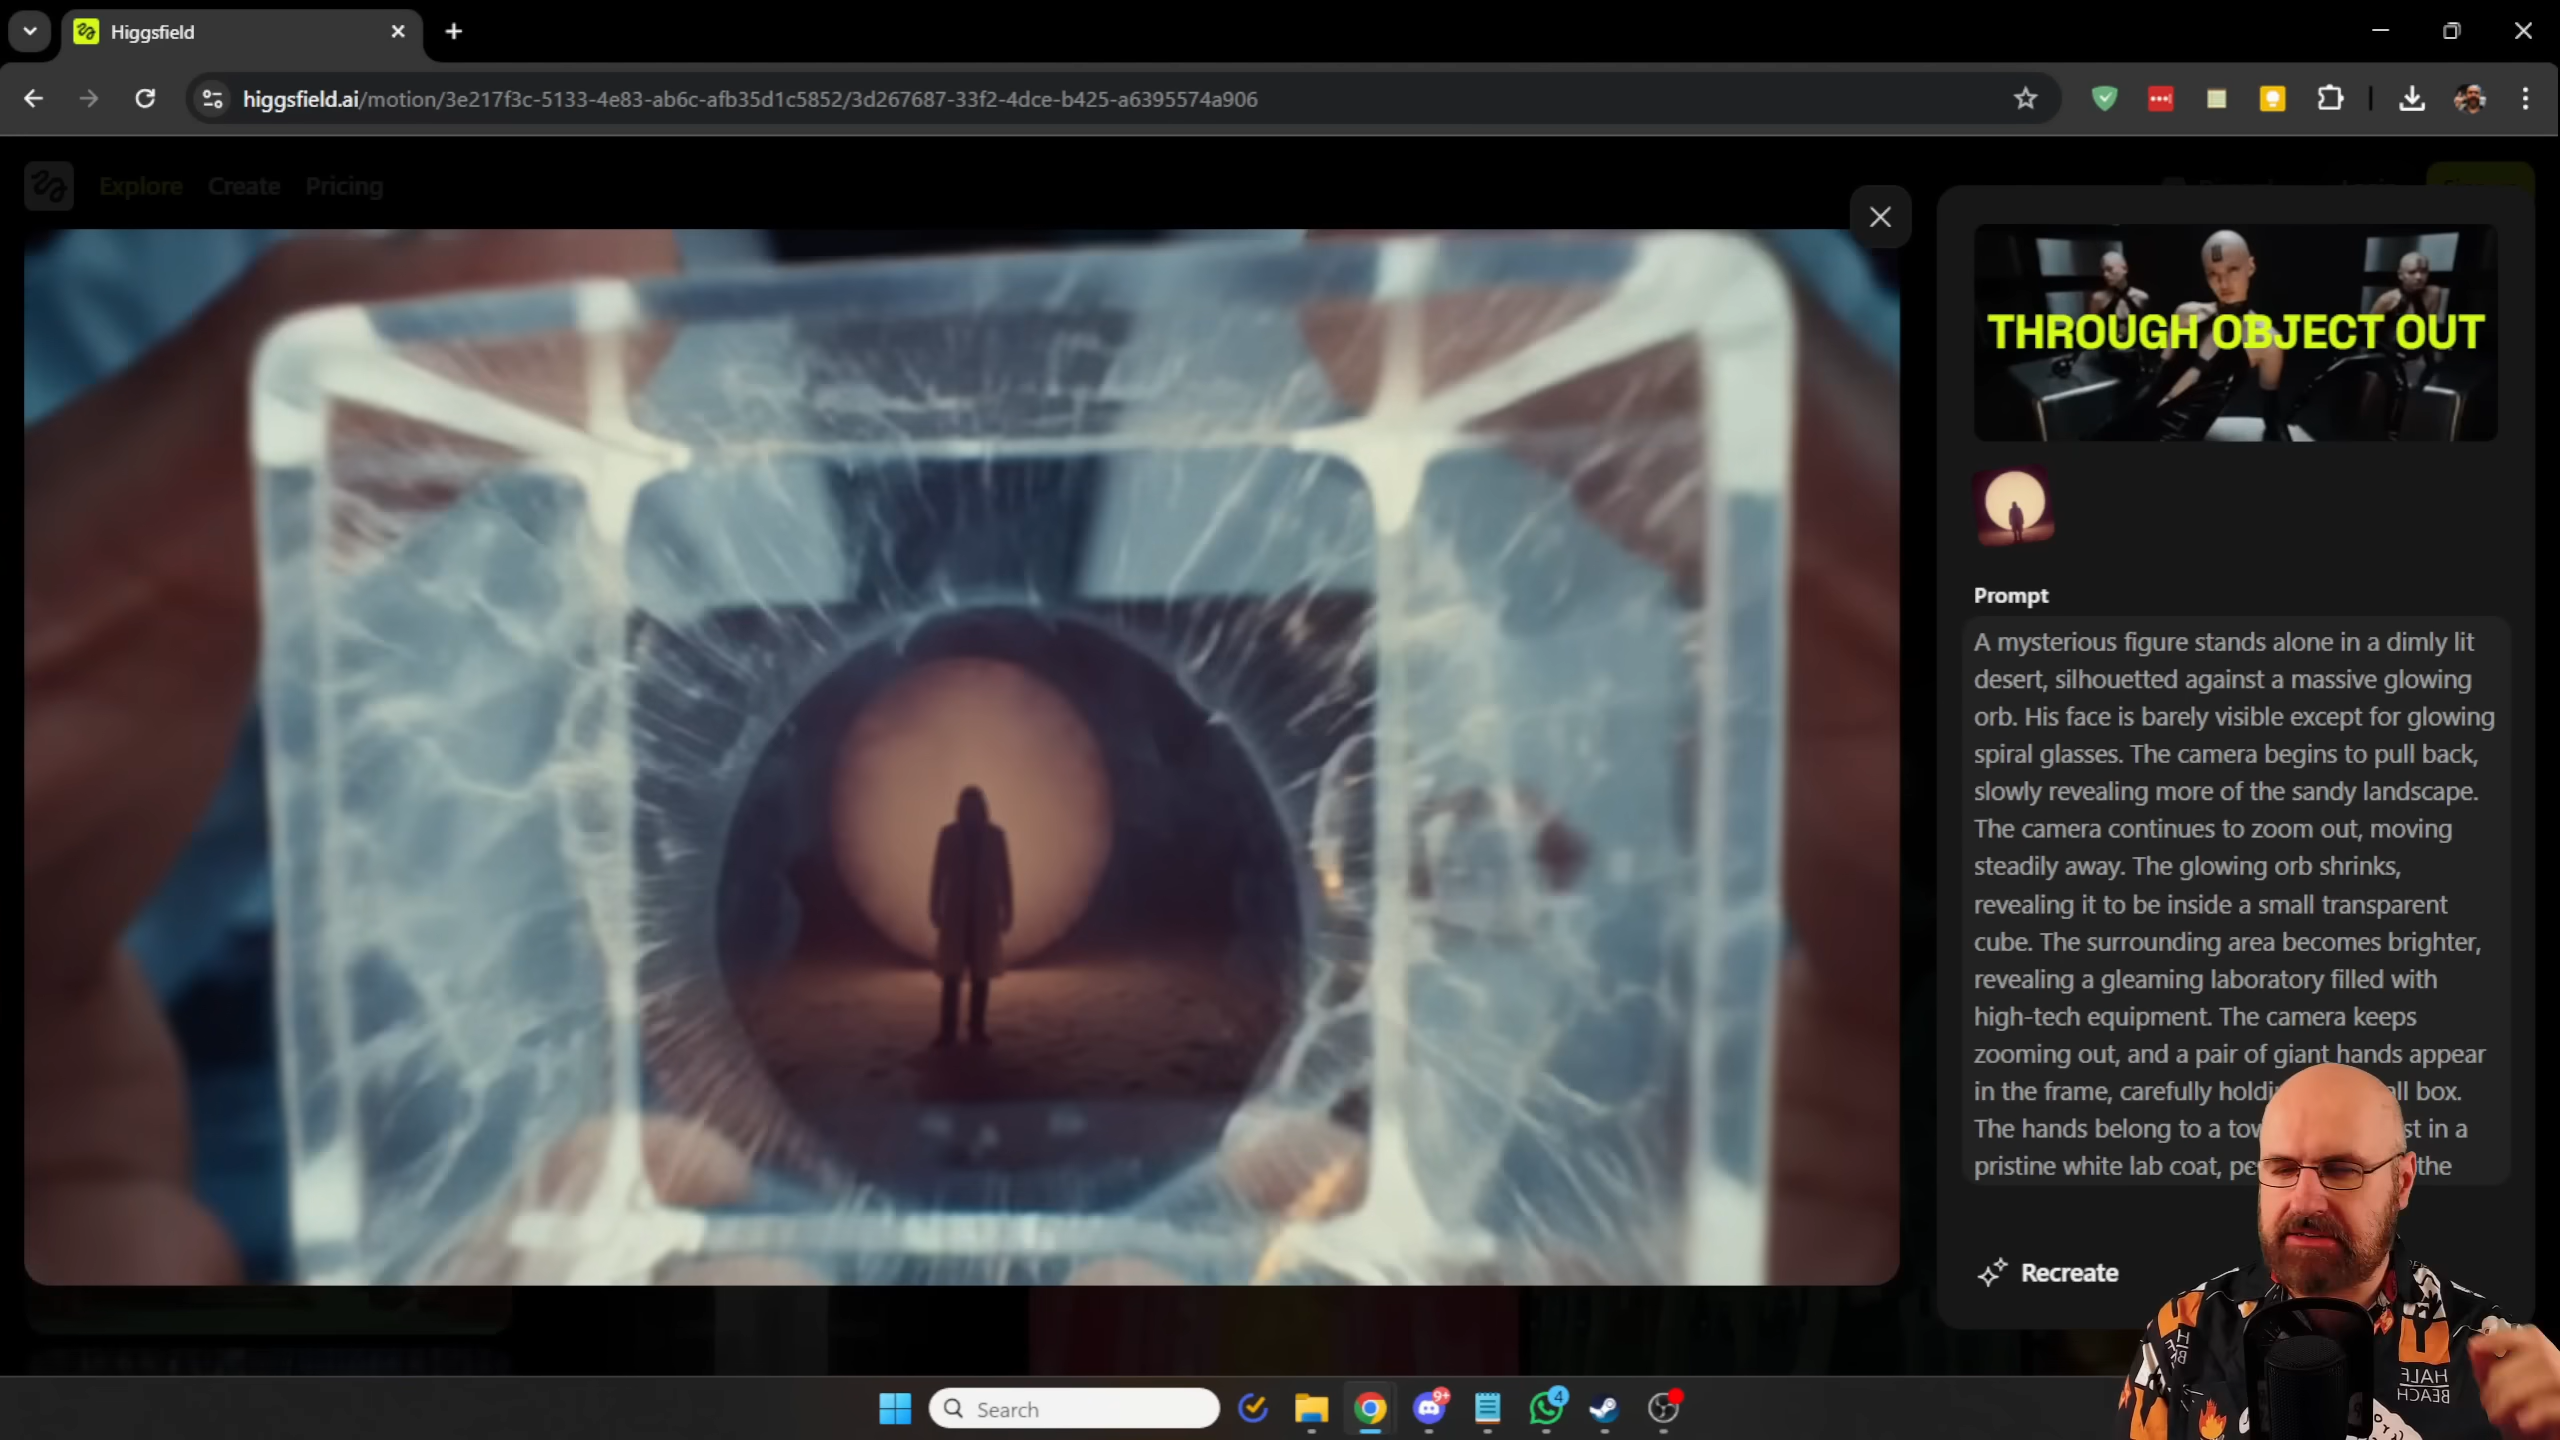 Higgsfield
higgsfield.ai/motion/3e217f3c-5133-4e83-ab6c-afb35d1c5852/3d267687-33f2-4dce-b425-a6395574a906
Explore Create Pricing
THROUGH OBJECT OUT
Prompt
A mysterious figure stands alone in a dimly lit
desert, silhouetted against a massive glowing
orb. His face is barely visible except for glowing
spiral glasses. The camera begins to pull back,
slowly revealing more of the sandy landscape.
The camera continues to zoom out, moving
steadily away. The glowing orb shrinks,
revealing it to be inside a small transparent
cube. The surrounding area becomes brighter,
revealing a gleaming laboratory filled with
high-tech equipment. The camera keeps
zooming out, and a pair of giant hands appear
in the frame, carefully box.
The hands belong to a in a
pristine white lab coat, the
Recreate
HALF
BEACH
Search
9+
4